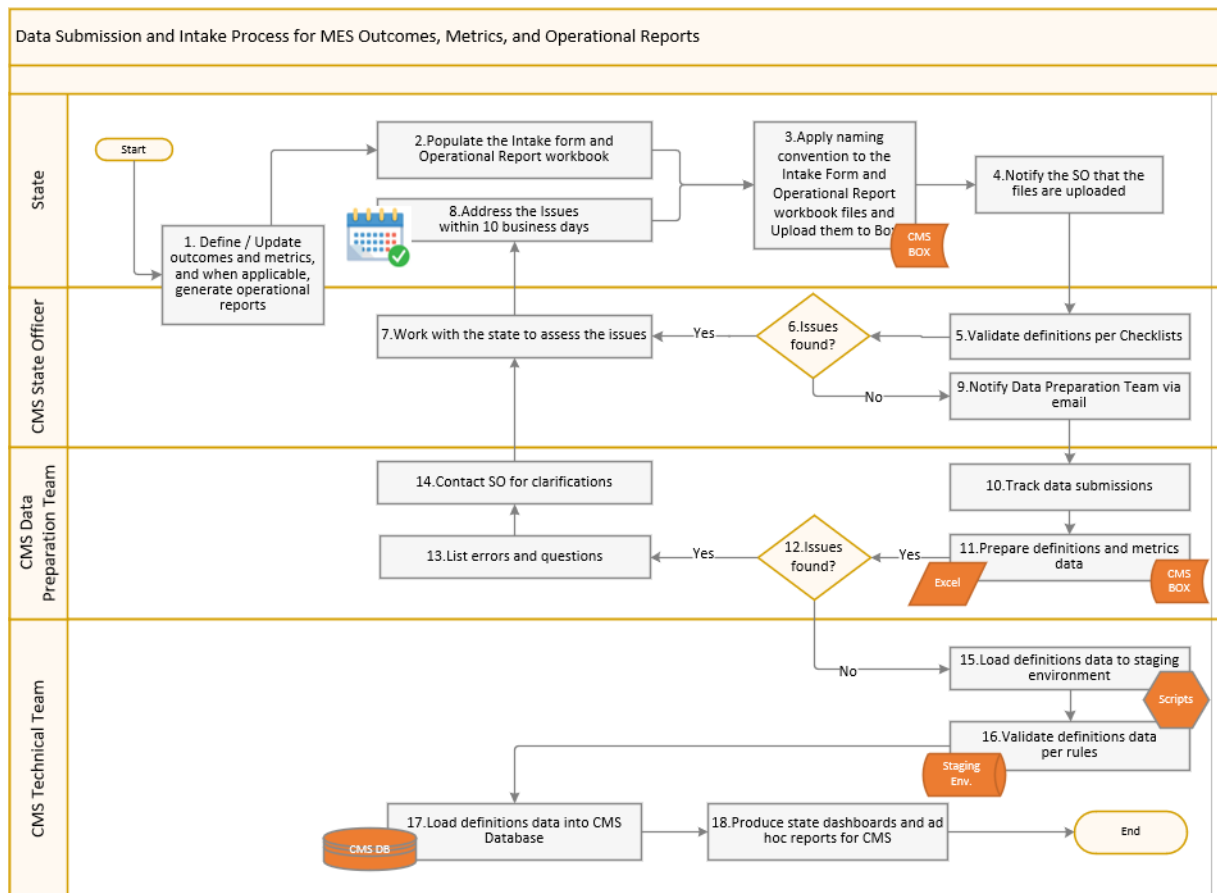 Data Submission and Intake Process for MES Outcomes, Metrics, and Operational Reports
State
Start
1. Define / Update
outcomes and metrics,
and when applicable,
generate operational
reports
2.Populate the Intake form and
Operational Report workbook
8.Address the Issues
within 10 business days
3.Apply naming
convention to the
Intake Form and
Operational Report
workbook files and
Upload them to Box
CMS
BOX
4.Notify the SO that the
files are uploaded
CMS State Officer
7.Work with the state to assess the issues
Yes
6.Issues
found?
5.Validate definitions per Checklists
No
9.Notify Data Preparation Team via
email
CMS Data
Preparation Team
14.Contact SO for clarifications
10.Track data submissions
13.List errors and questions
Yes
12.Issues
found?
Yes
11.Prepare definitions and metrics
data
Excel
CMS
BOX
CMS Technical Team
No
15.Load definitions data to staging
environment
Scripts
16.Validate definitions data
per rules
Staging
Env.
17.Load definitions data into CMS
Database
CMS DB
18.Produce state dashboards and ad
hoc reports for CMS
End